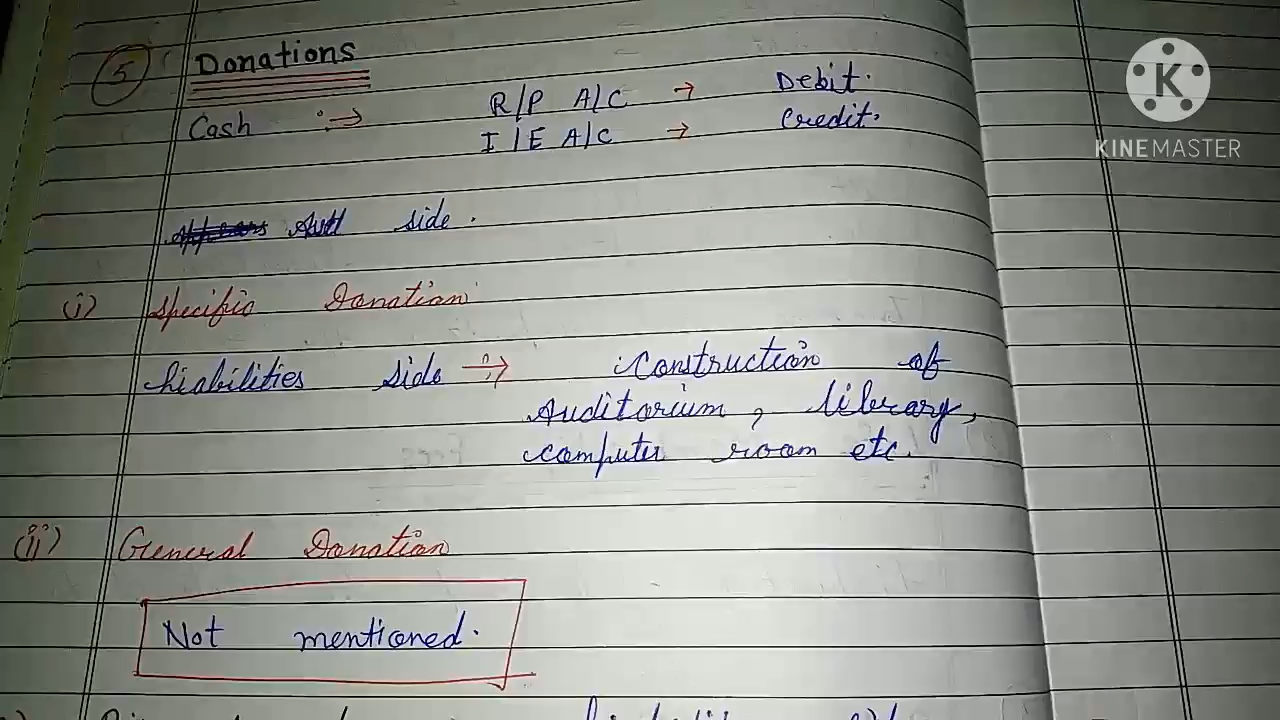 5 Donations
Cash :→ R/P A/C → Debit.
I/E A/C → Credit.
side.
(i) Specific Donation
Liabilities side :→ Construction of
Auditorium, library,
computer room etc.
(ii) General Donation
Not mentioned.
K
KINEMASTER